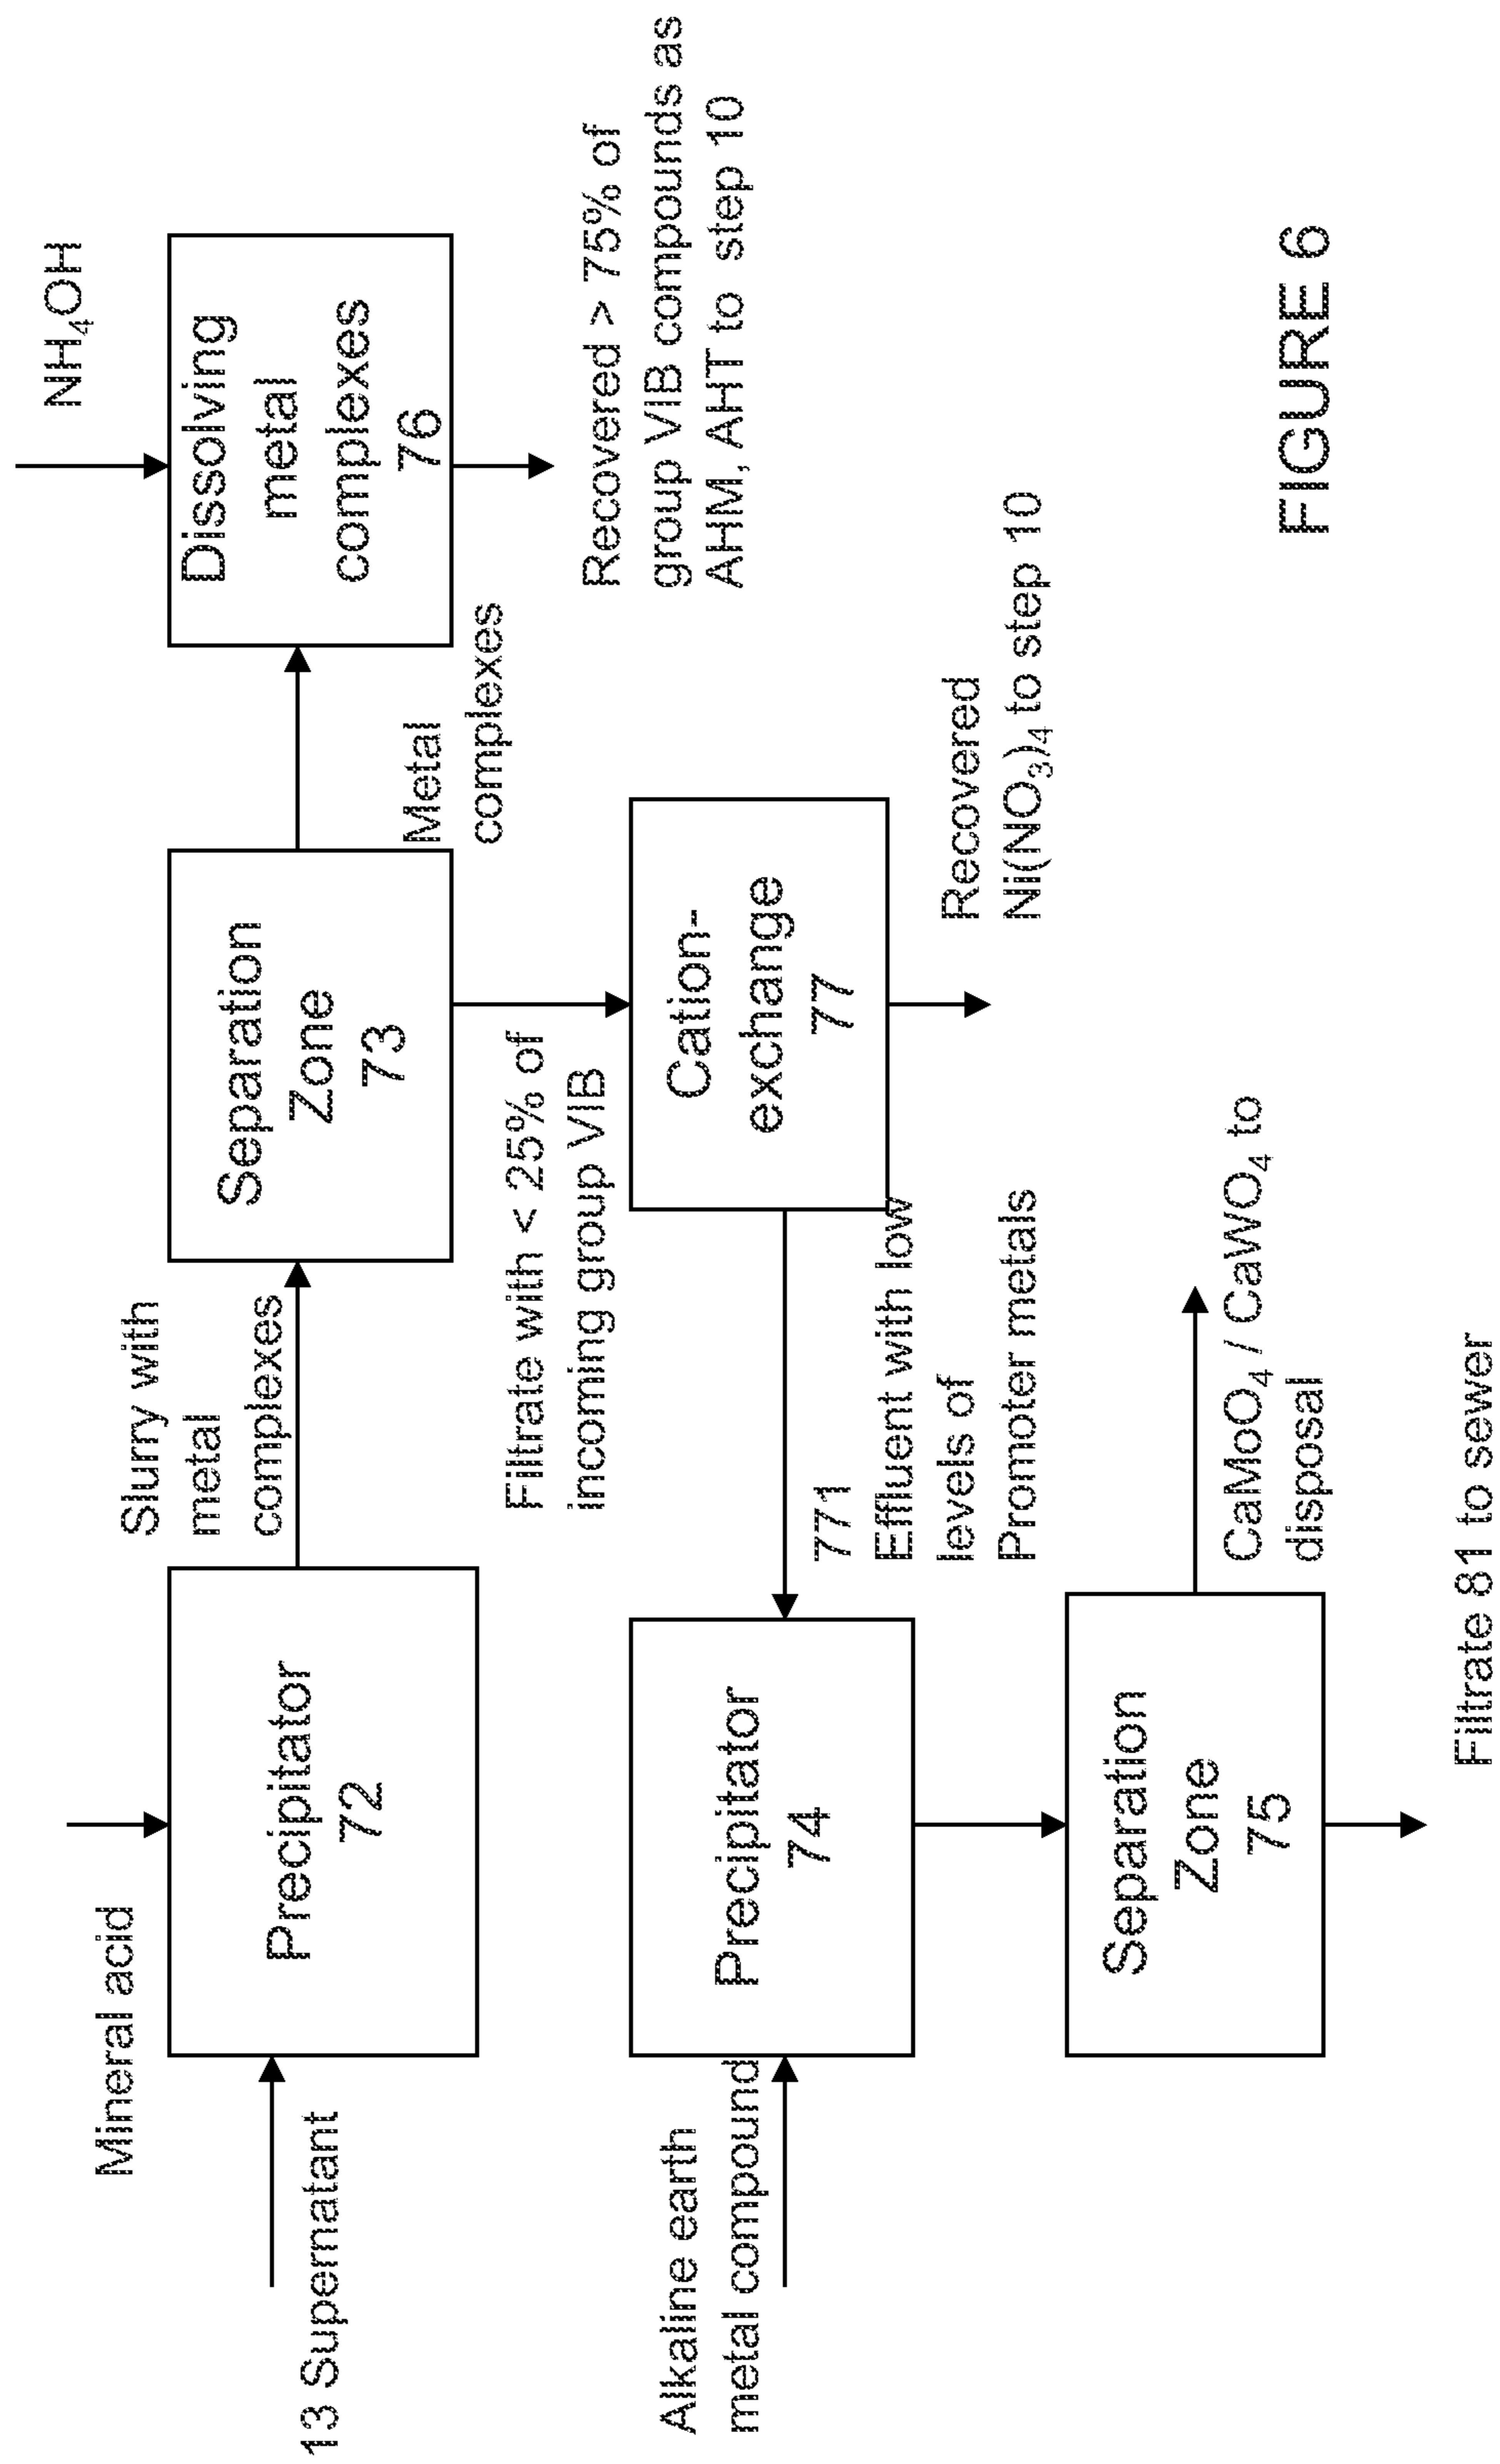 Mineral acid
13 Supernatant
Precipitator
72
Slurry with
metal
complexes
Separation
Zone
73
Metal
complexes
NH₄OH
Dissolving
metal
complexes
76
Recovered > 75% of
group VIB compounds as
AHM, AHT to step 10
Filtrate with < 25% of
incoming group VIB
Cation-
exchange
77
Recovered
Ni(NO₃)₄ to step 10
771
Effluent with low
levels of
Promoter metals
Alkaline earth
metal compound
Precipitator
74
Separation
Zone
75
CaMoO₄ / CaWO₄ to
disposal
Filtrate 81 to sewer
FIGURE 6